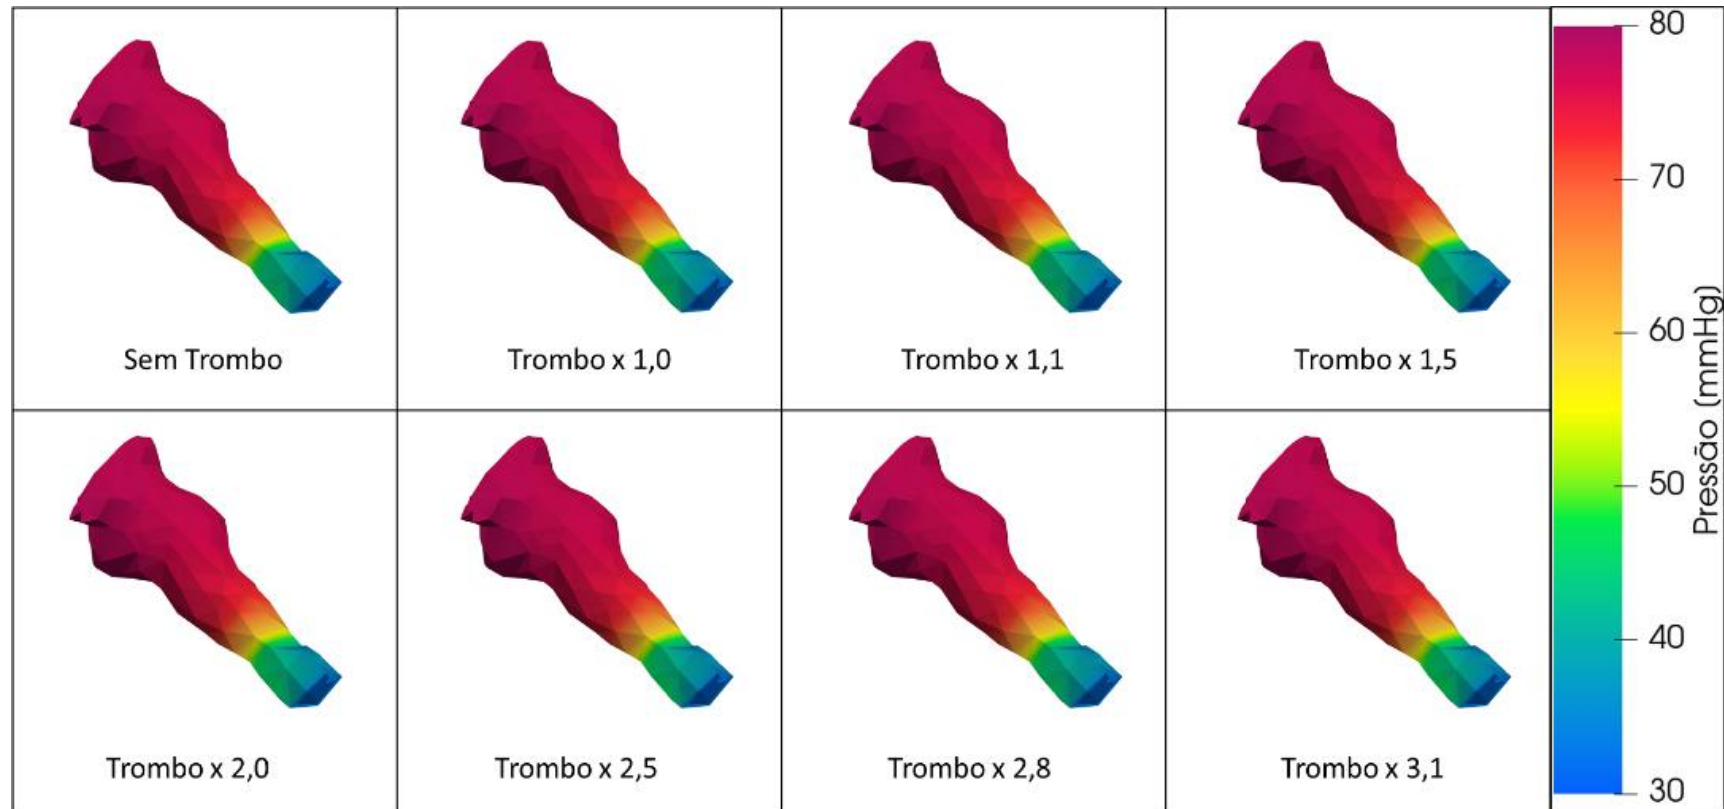 Sem Trombo
Trombo x 1,0
Trombo x 1,1
Trombo x 1,5
Trombo x 2,0
Trombo x 2,5
Trombo x 2,8
Trombo x 3,1
80
70
60
50
40
30
Pressão (mmHg)